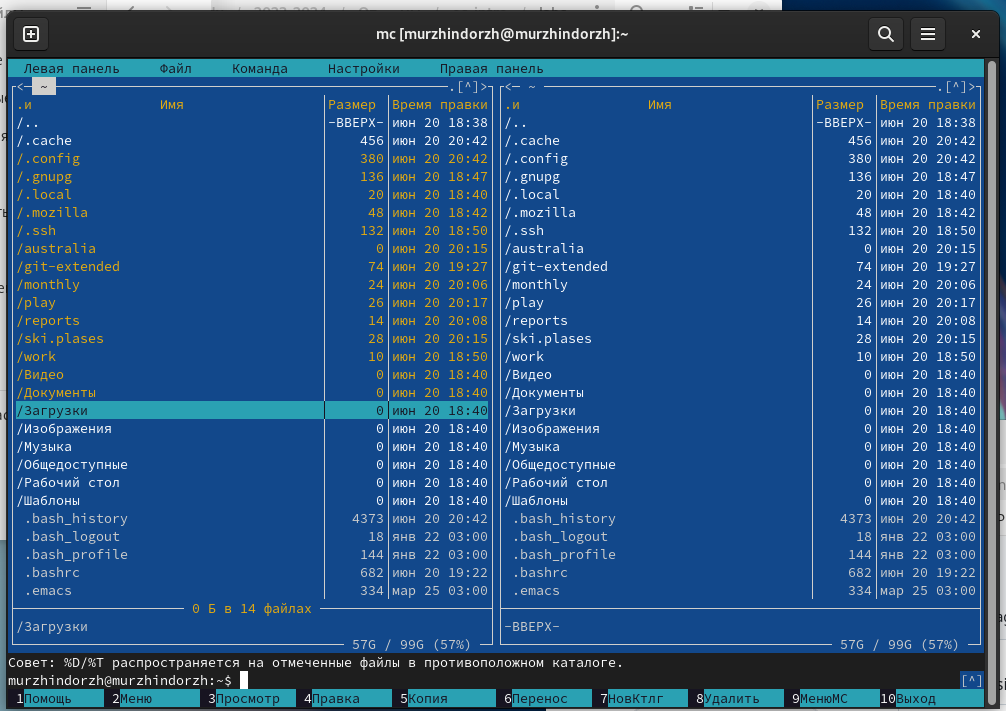 mc [murzhindorzh@murzhindorzh]:~
Левая панель Файл Команда Настройки Правая панель
<─ ~ .[^]> <─ ~ .[^]>
.и Имя Размер Время правки .и Имя Размер Время правки
/.. -ВВЕРХ- июн 20 18:38 /.. -ВВЕРХ- июн 20 18:38
/.cache 456 июн 20 20:42 /.cache 456 июн 20 20:42
/.config 380 июн 20 20:42 /.config 380 июн 20 20:42
/.gnupg 136 июн 20 18:47 /.gnupg 136 июн 20 18:47
/.local 20 июн 20 18:40 /.local 20 июн 20 18:40
/.mozilla 48 июн 20 18:42 /.mozilla 48 июн 20 18:42
/.ssh 132 июн 20 18:50 /.ssh 132 июн 20 18:50
/australia 0 июн 20 20:15 /australia 0 июн 20 20:15
/git-extended 74 июн 20 19:27 /git-extended 74 июн 20 19:27
/monthly 24 июн 20 20:06 /monthly 24 июн 20 20:06
/play 26 июн 20 20:17 /play 26 июн 20 20:17
/reports 14 июн 20 20:08 /reports 14 июн 20 20:08
/ski.plases 28 июн 20 20:15 /ski.plases 28 июн 20 20:15
/work 10 июн 20 18:50 /work 10 июн 20 18:50
/Видео 0 июн 20 18:40 /Видео 0 июн 20 18:40
/Документы 0 июн 20 18:40 /Документы 0 июн 20 18:40
/Загрузки 0 июн 20 18:40 /Загрузки 0 июн 20 18:40
/Изображения 0 июн 20 18:40 /Изображения 0 июн 20 18:40
/Музыка 0 июн 20 18:40 /Музыка 0 июн 20 18:40
/Общедоступные 0 июн 20 18:40 /Общедоступные 0 июн 20 18:40
/Рабочий стол 0 июн 20 18:40 /Рабочий стол 0 июн 20 18:40
/Шаблоны 0 июн 20 18:40 /Шаблоны 0 июн 20 18:40
.bash_history 4373 июн 20 20:42 .bash_history 4373 июн 20 20:42
.bash_logout 18 янв 22 03:00 .bash_logout 18 янв 22 03:00
.bash_profile 144 янв 22 03:00 .bash_profile 144 янв 22 03:00
.bashrc 682 июн 20 19:22 .bashrc 682 июн 20 19:22
.emacs 334 мар 25 03:00 .emacs 334 мар 25 03:00
0 Б в 14 файлах
/Загрузки -ВВЕРХ-
57G / 99G (57%) 57G / 99G (57%)
Совет: %D/%T распространяется на отмеченные файлы в противоположном каталоге.
murzhindorzh@murzhindorzh:~$ [^]
1Помощь 2Меню 3Просмотр 4Правка 5Копия 6Перенос 7НовКтлг 8Удалить 9МенюМС 10Выход